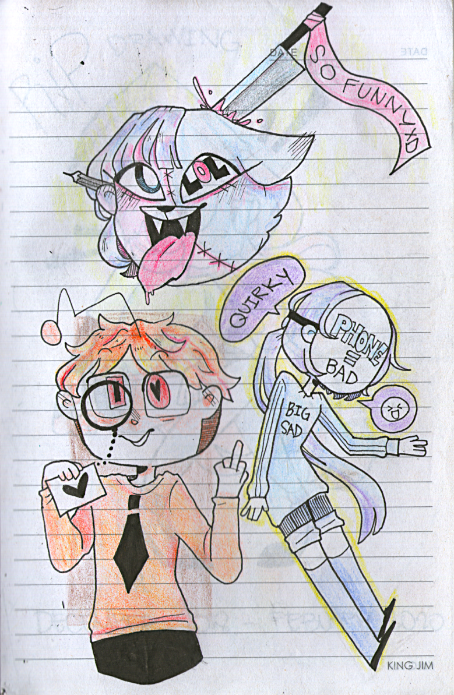 DATE
SO FUNNY XD
LOL
QUIRKY
PHONE
=
BAD
BIG
SAD
KING JIM